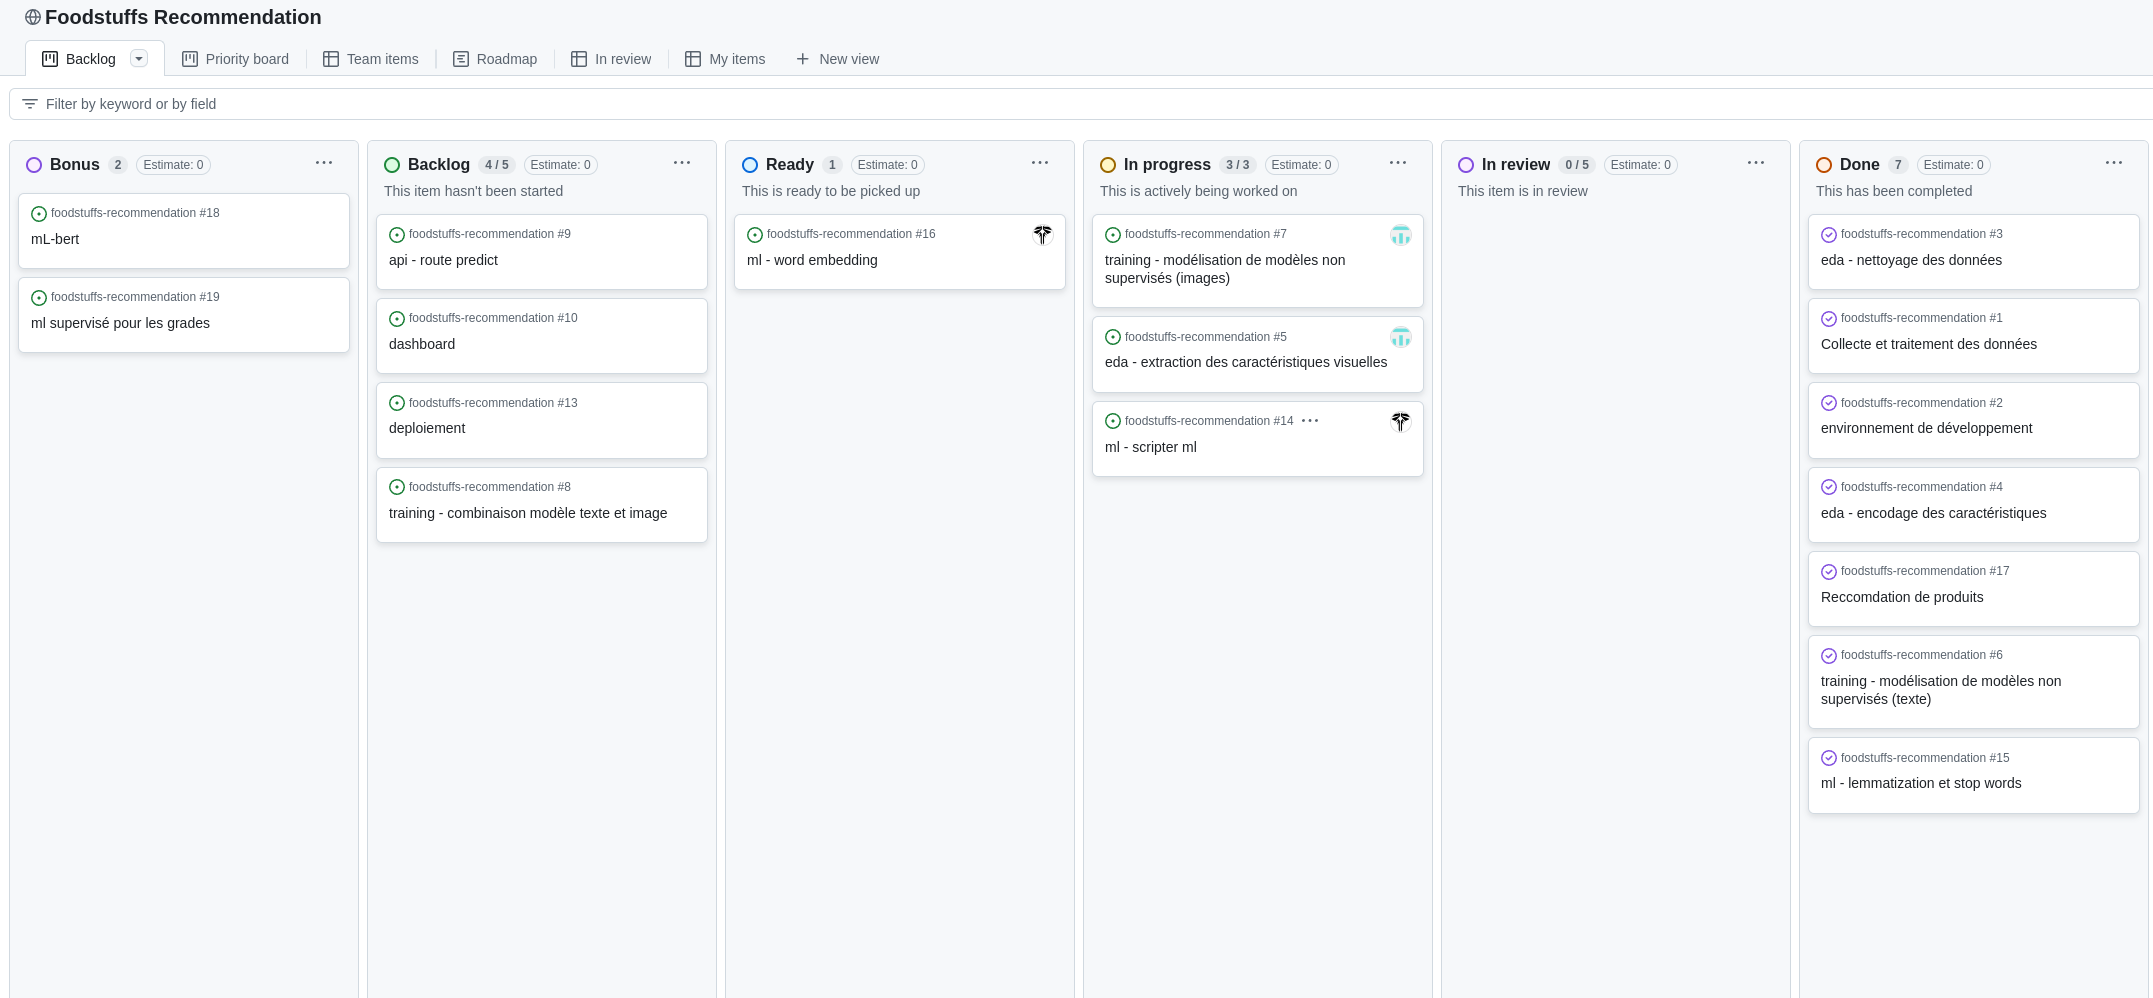 Foodstuffs Recommendation
Backlog
Priority board
Team items
Roadmap
In review
My items
New view
Filter by keyword or by field
Bonus 2 Estimate: 0
foodstuffs-recommendation #18
mL-bert
foodstuffs-recommendation #19
ml supervisé pour les grades
Backlog 4 / 5 Estimate: 0
This item hasn't been started
foodstuffs-recommendation #9
api - route predict
foodstuffs-recommendation #10
dashboard
foodstuffs-recommendation #13
deploiement
foodstuffs-recommendation #8
training - combinaison modèle texte et image
Ready 1 Estimate: 0
This is ready to be picked up
foodstuffs-recommendation #16
ml - word embedding
In progress 3 / 3 Estimate: 0
This is actively being worked on
foodstuffs-recommendation #7
training - modélisation de modèles non
supervisés (images)
foodstuffs-recommendation #5
eda - extraction des caractéristiques visuelles
foodstuffs-recommendation #14
ml - scripter ml
In review 0 / 5 Estimate: 0
This item is in review
Done 7 Estimate: 0
This has been completed
foodstuffs-recommendation #3
eda - nettoyage des données
foodstuffs-recommendation #1
Collecte et traitement des données
foodstuffs-recommendation #2
environnement de développement
foodstuffs-recommendation #4
eda - encodage des caractéristiques
foodstuffs-recommendation #17
Reccomdation de produits
foodstuffs-recommendation #6
training - modélisation de modèles non
supervisés (texte)
foodstuffs-recommendation #15
ml - lemmatization et stop words